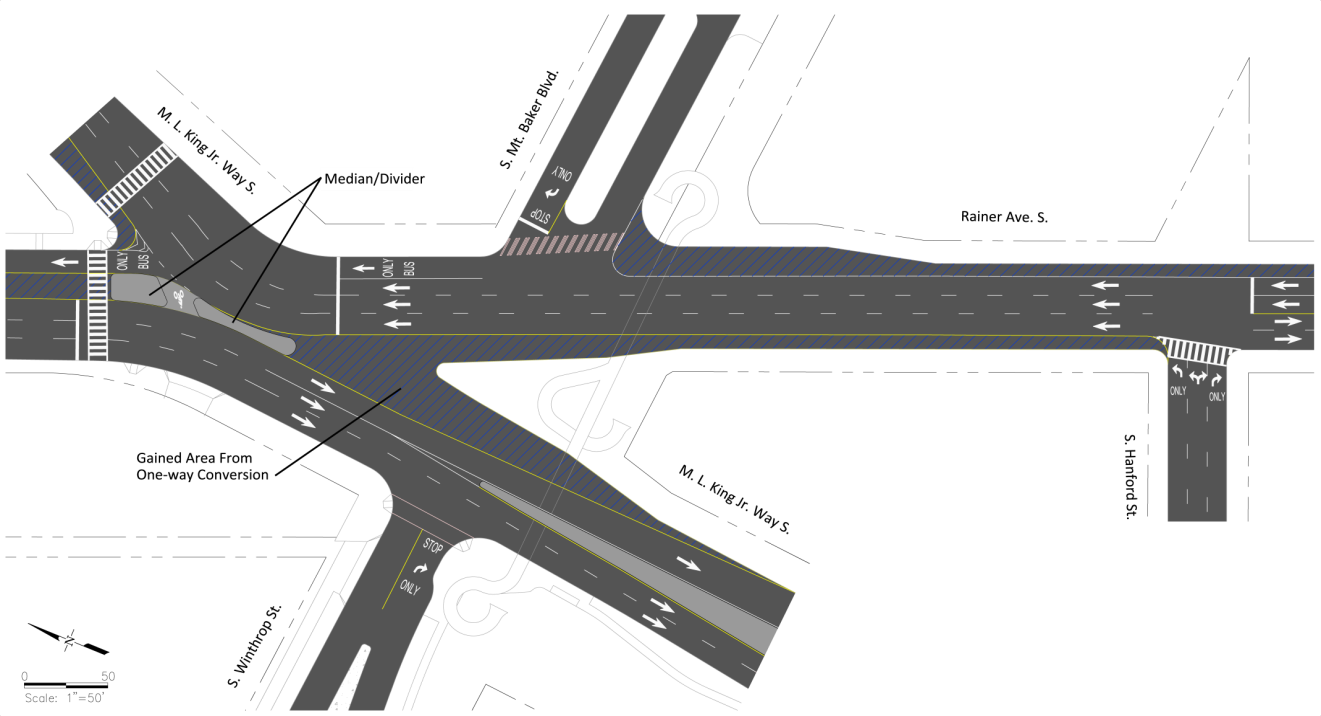 M. L. King Jr. Way S.
S. Mt. Baker Blvd.
ONLY
STOP
Median/Divider
Rainer Ave. S.
ONLY
BUS
ONLY
BUS
ONLY
ONLY
Gained Area From
One-way Conversion
M. L. King Jr. Way S.
S. Hanford St.
STOP
ONLY
S. Winthrop St.
N
0 50
Scale: 1"=50'